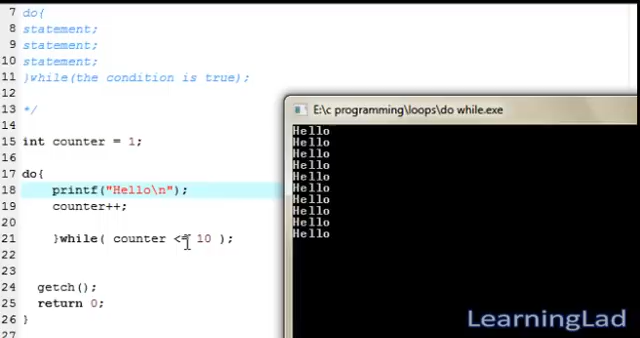 7 do{
8 statement;
9 statement;
10 statement;
11 }while(the condition is true);
12
13 */
14
15 int counter = 1;
16
17 do{
18 printf("Hello\n");
19 counter++;
20
21 }while( counter <= 10 );
22
23
24 getch();
25 return 0;
26 }
27
E:\c programming\loops\do while.exe
Hello
Hello
Hello
Hello
Hello
Hello
Hello
Hello
Hello
Hello
LearningLad